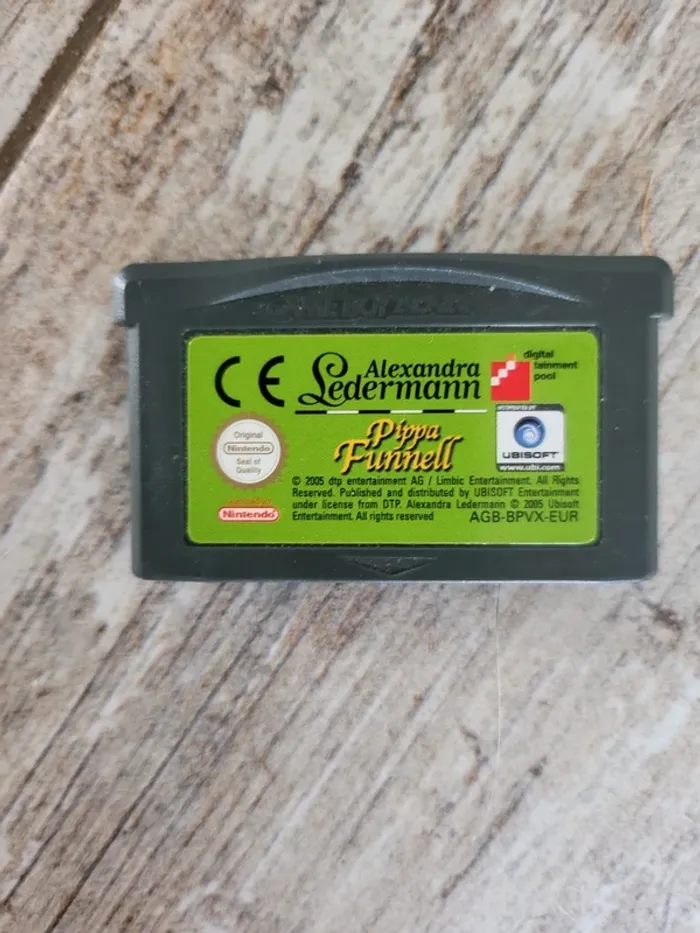 GAME BOY ADVANCE
CE
Alexandra
Ledermann
digital
tainment
pool
Pippa
Funnell
Original
Nintendo
Seal of
Quality
UBISOFT
www.ubi.com
© 2005 dtp entertainment AG / Limbic Entertainment. All Rights
Reserved. Published and distributed by UBISOFT Entertainment
under license from DTP. Alexandra Ledermann © 2005 Ubisoft
Entertainment. All rights reserved
AGB-BPVX-EUR
Nintendo